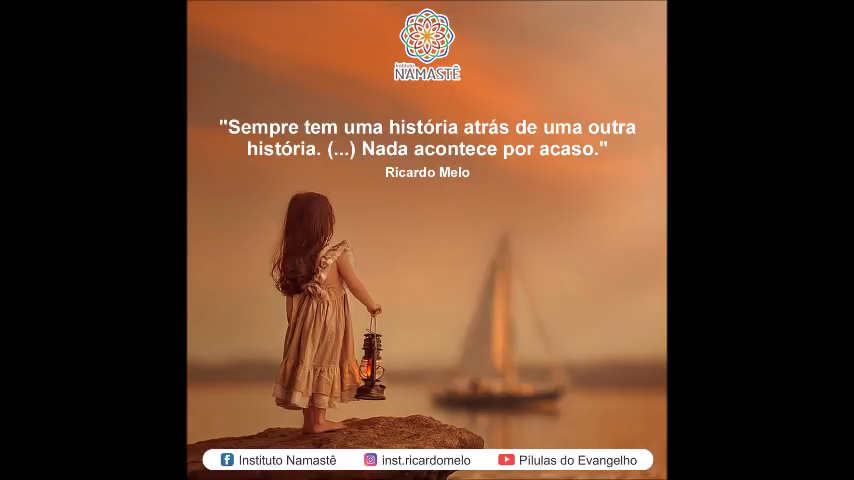 Instituto
NAMASTÊ
"Sempre tem uma história atrás de uma outra
história. (...) Nada acontece por acaso."
Ricardo Melo
Instituto Namastê inst.ricardomelo Pílulas do Evangelho